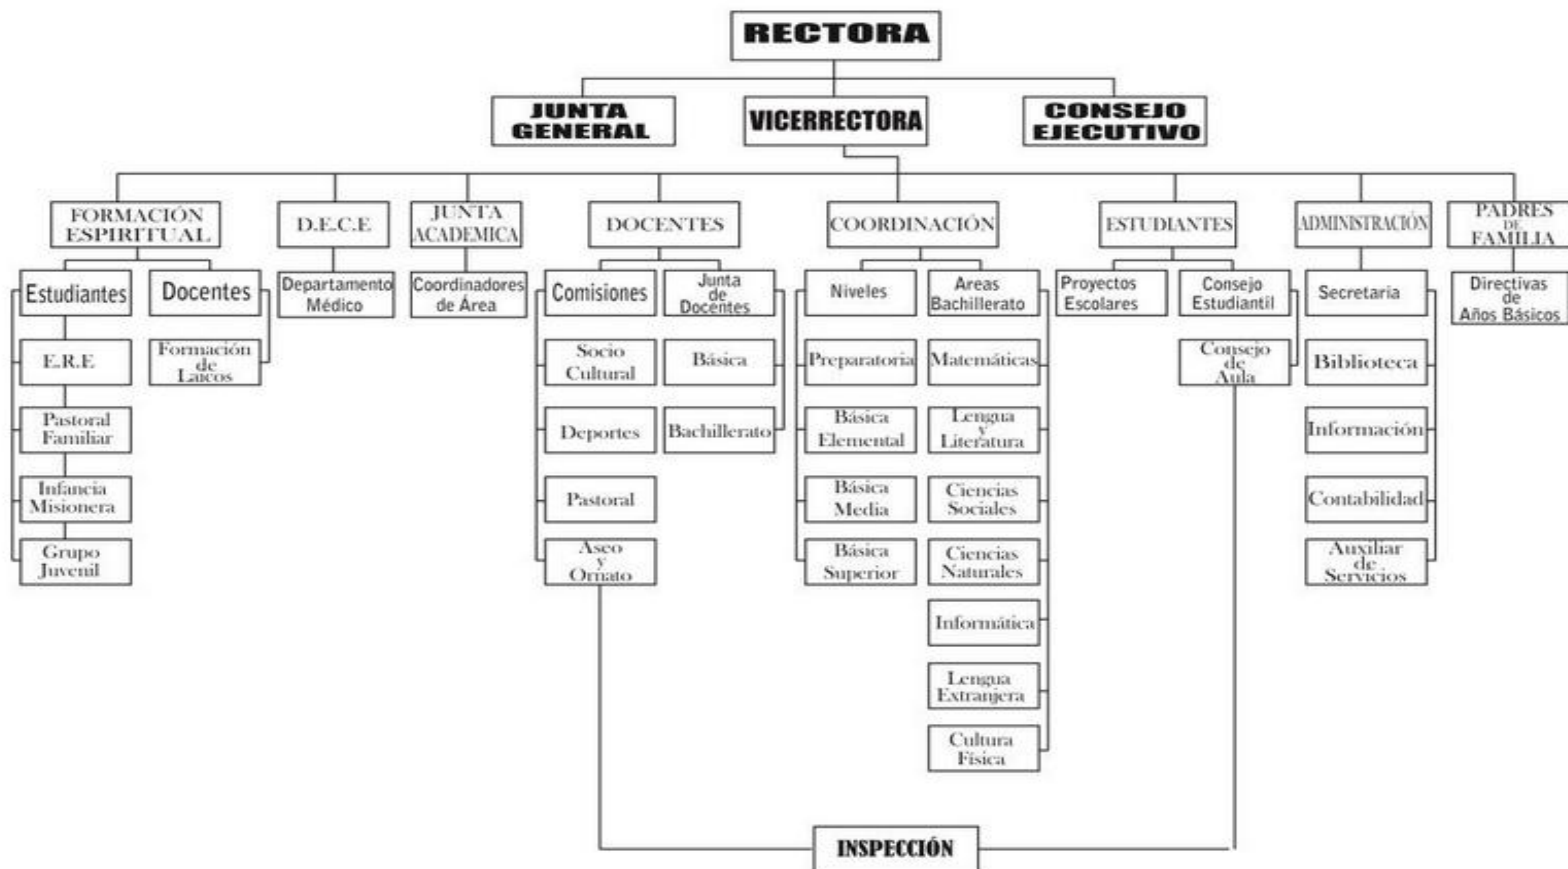 RECTORA
JUNTA
GENERAL
VICERRECTORA
CONSEJO
EJECUTIVO
FORMACIÓN
ESPIRITUAL
D.E.C.E
JUNTA
ACADEMICA
DOCENTES
COORDINACIÓN
ESTUDIANTES
ADMINISTRACIÓN
PADRES
DE
FAMILIA
Estudiantes
Docentes
Departamento
Médico
Coordinadores
de Área
Comisiones
Junta
de
Docentes
Niveles
Areas
Bachillerato
Proyectos
Escolares
Consejo
Estudiantil
Secretaria
Directivas
de
Años Básicos
E.R.E
Formación
de
Laicos
Socio
Cultural
Básica
Preparatoria
Matemáticas
Consejo
de
Aula
Biblioteca
Pastoral
Familiar
Deportes
Bachillerato
Básica
Elemental
Lengua
y
Literatura
Información
Infancia
Misionera
Pastoral
Básica
Media
Ciencias
Sociales
Contabilidad
Grupo
Juvenil
Aseo
y
Ornato
Básica
Superior
Ciencias
Naturales
Auxiliar
de
Servicios
Informática
Lengua
Extranjera
Cultura
Física
INSPECCIÓN